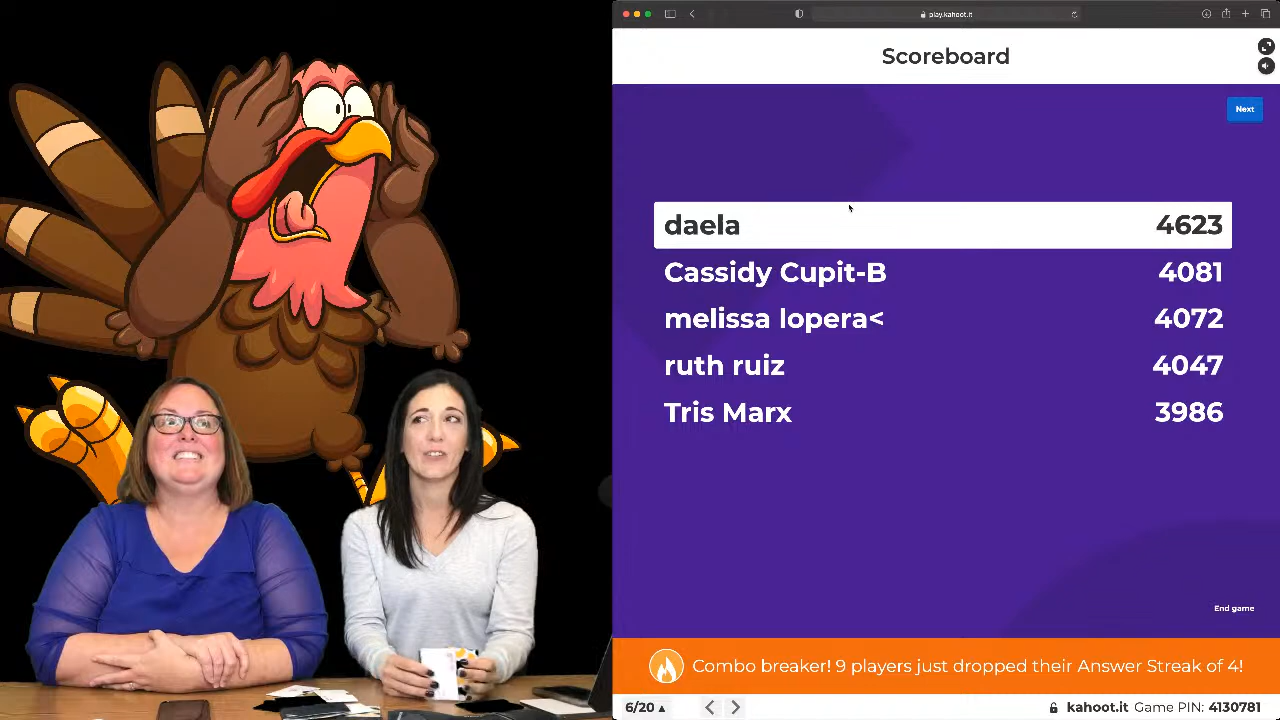 play.kahoot.it
Scoreboard
Next
daela 4623
Cassidy Cupit-B 4081
melissa lopera< 4072
ruth ruiz 4047
Tris Marx 3986
End game
Combo breaker! 9 players just dropped their Answer Streak of 4!
6/20 ▲
kahoot.it Game PIN: 4130781